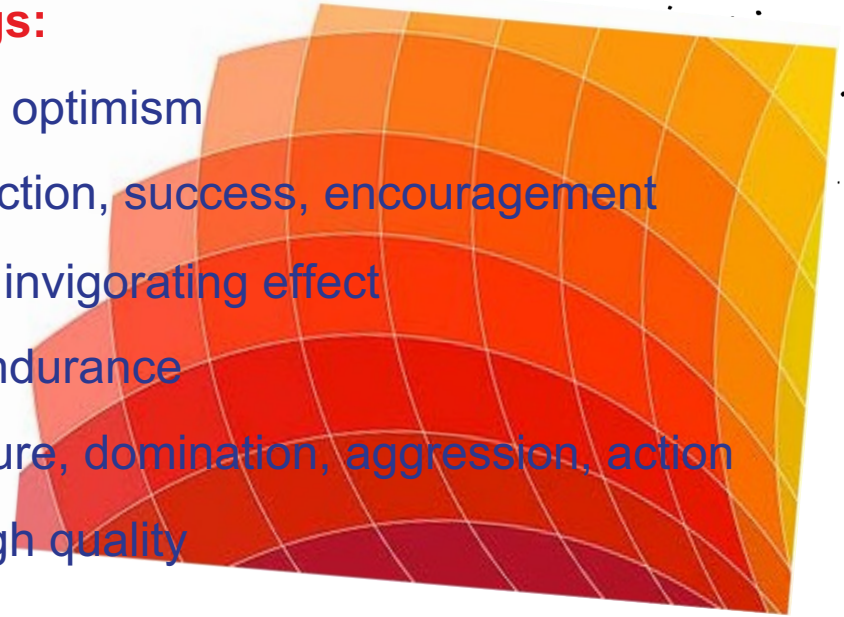 gs:
optimism
ction, success, encouragement
invigorating effect
ndurance
ure, domination, aggression, action
gh quality